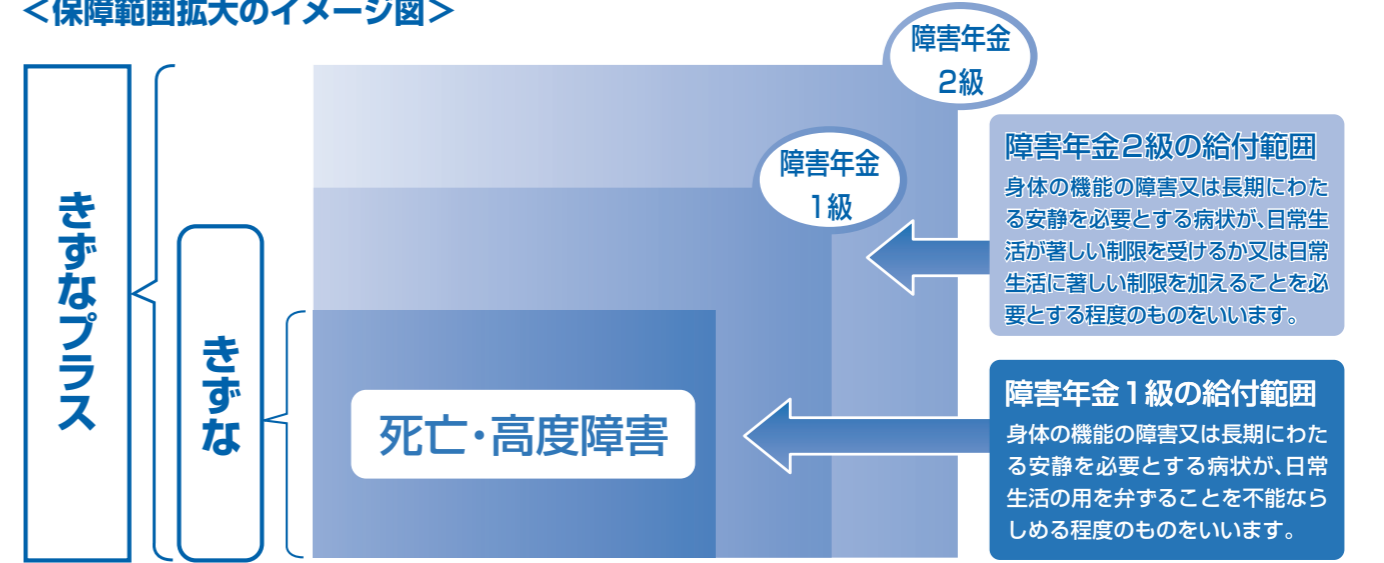 ＜保障範囲拡大のイメージ図＞
きずなプラス
きずな
死亡・高度障害
障害年金
1級
障害年金
2級
障害年金2級の給付範囲
身体の機能の障害又は長期にわた
る安静を必要とする病状が、日常生
活が著しい制限を受けるか又は日常
生活に著しい制限を加えることを必
要とする程度のものをいいます。
障害年金1級の給付範囲
身体の機能の障害又は長期にわた
る安静を必要とする病状が、日常
生活の用を弁ずることを不能なら
しめる程度のものをいいます。